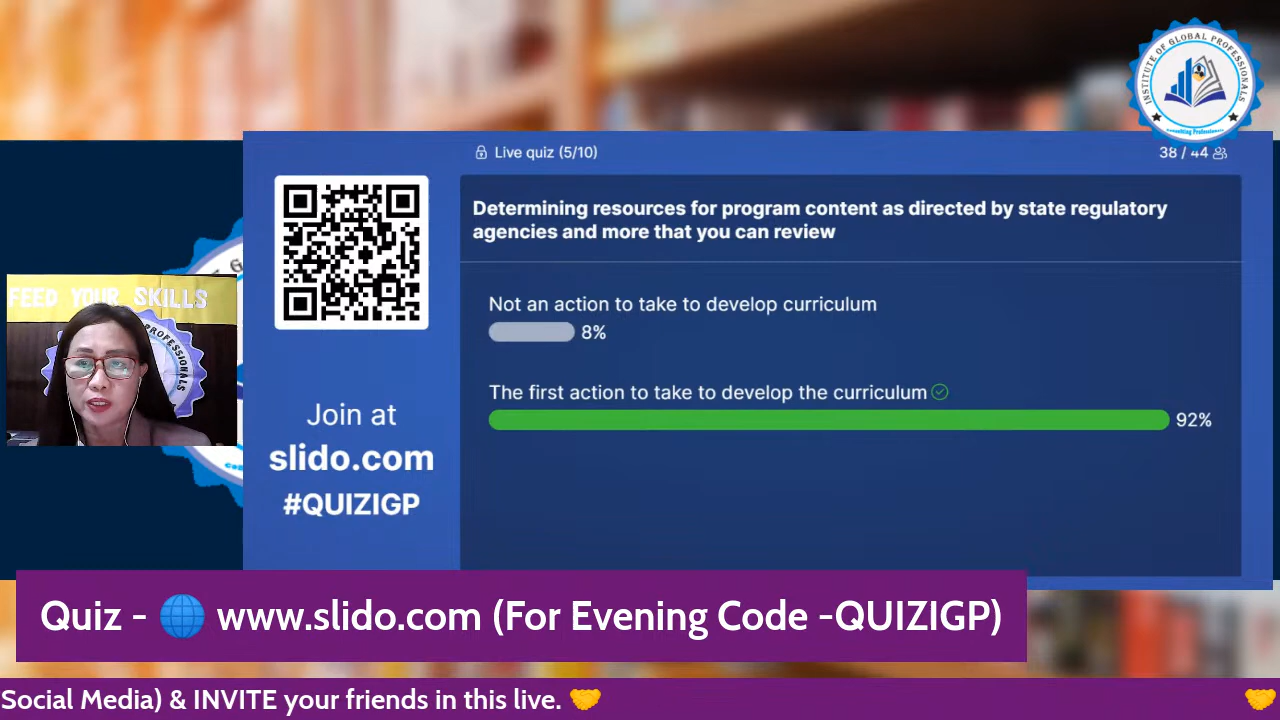 INSTITUTE OF GLOBAL PROFESSIONALS
Consulting Professionals
Live quiz (5/10)
38 / 44
Determining resources for program content as directed by state regulatory
agencies and more that you can review
Not an action to take to develop curriculum
8%
The first action to take to develop the curriculum
92%
FEED YOUR SKILLS
PROFESSIONALS
Join at
slido.com
#QUIZIGP
Quiz - 🌐 www.slido.com (For Evening Code -QUIZIGP)
Social Media) & INVITE your friends in this live. 🤝 🤝